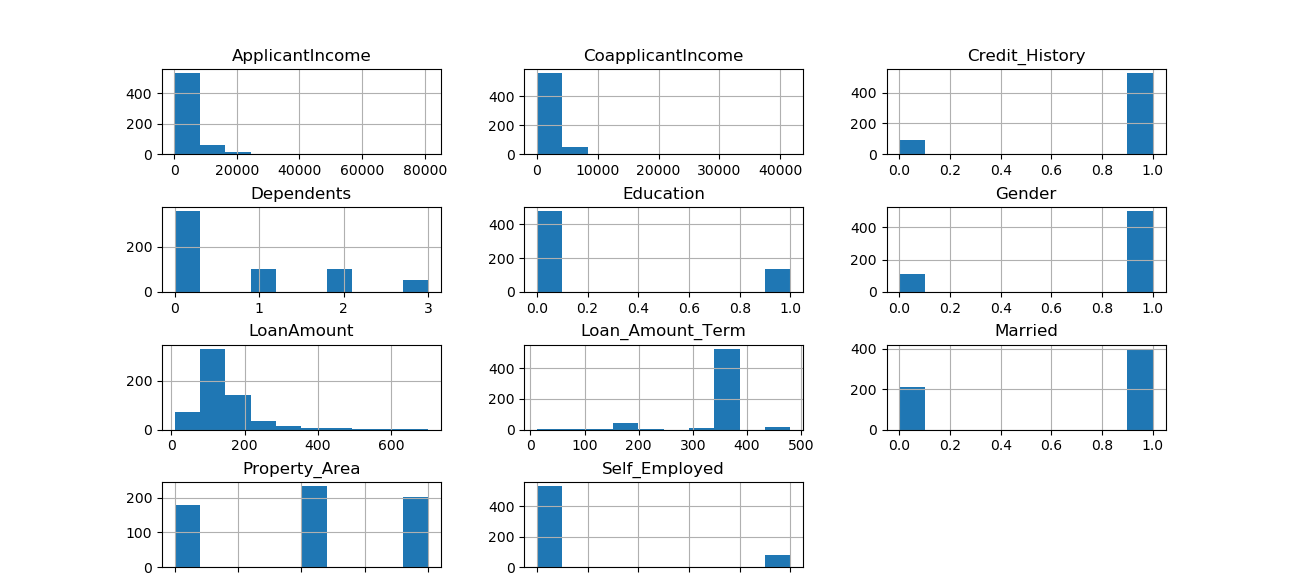 ApplicantIncome CoapplicantIncome Credit_History
400 400 400
200 200 200
0 0 0
0 20000 40000 60000 80000 0 10000 20000 30000 40000 0.0 0.2 0.4 0.6 0.8 1.0
Dependents Education Gender
400 400
200 200 200
0 0 0
0 1 2 3 0.0 0.2 0.4 0.6 0.8 1.0 0.0 0.2 0.4 0.6 0.8 1.0
LoanAmount Loan_Amount_Term Married
400 400
200 200 200
0 0 0
0 200 400 600 0 100 200 300 400 500 0.0 0.2 0.4 0.6 0.8 1.0
Property_Area Self_Employed
200 400
100 200
0 0